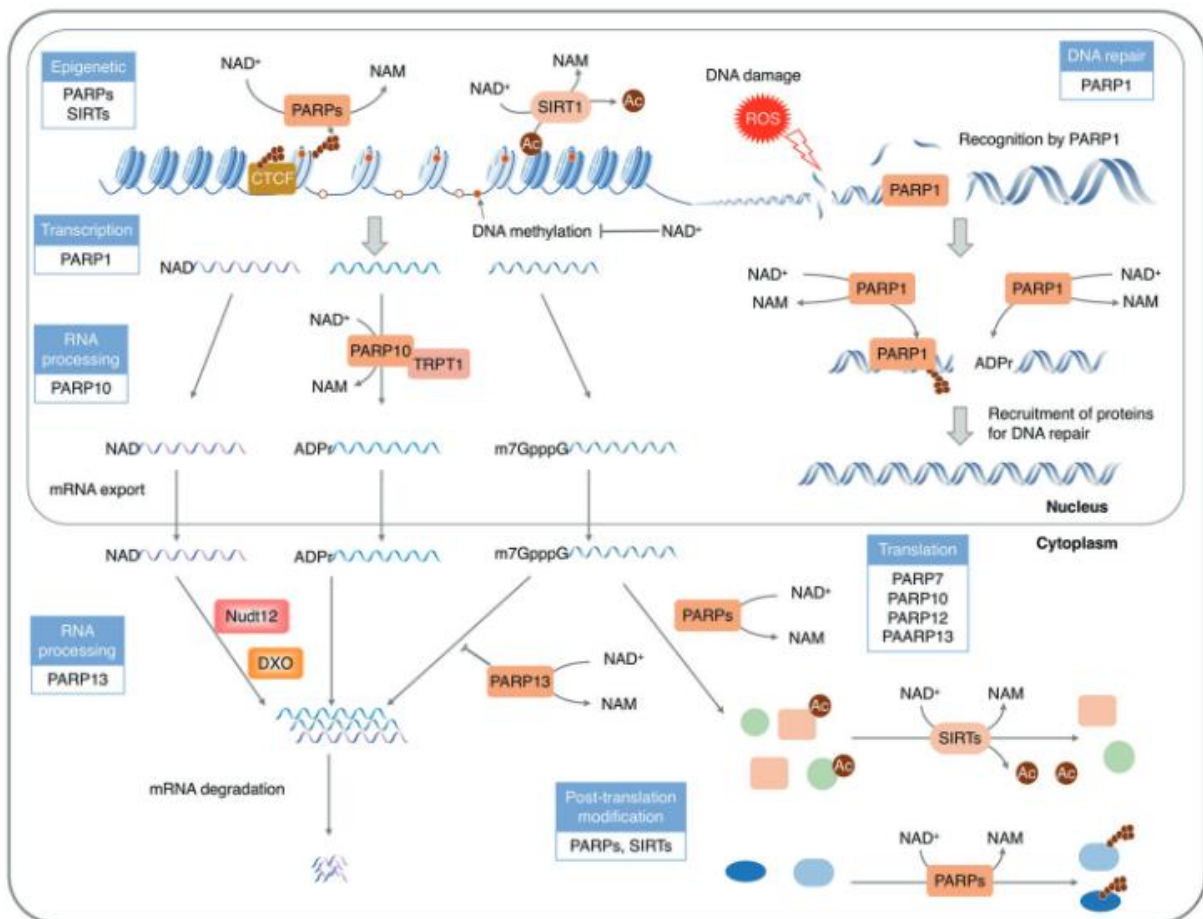 Epigenetic
PARPs
SIRTs
NAD⁺
NAM
PARPs
CTCF
NAD⁺
NAM
SIRT1
Ac
Ac
DNA damage
ROS
DNA repair
PARP1
Recognition by PARP1
PARP1
Transcription
PARP1
DNA methylation
NAD⁺
NAD
NAD⁺
NAM
PARP1
PARP1
NAD⁺
NAM
PARP1
ADPr
RNA
processing
PARP10
NAD⁺
PARP10
TRPT1
NAM
Recruitment of proteins
for DNA repair
NAD
ADPr
m7GpppG
mRNA export
Nucleus
Cytoplasm
NAD
ADPr
m7GpppG
Translation
PARP7
PARP10
PARP12
PAARP13
PARPs
NAD⁺
NAM
RNA
processing
PARP13
Nudt12
DXO
PARP13
NAD⁺
NAM
Ac
Ac
NAD⁺
NAM
SIRTs
Ac
Ac
mRNA degradation
Post-translation
modification
PARPs, SIRTs
NAD⁺
NAM
PARPs